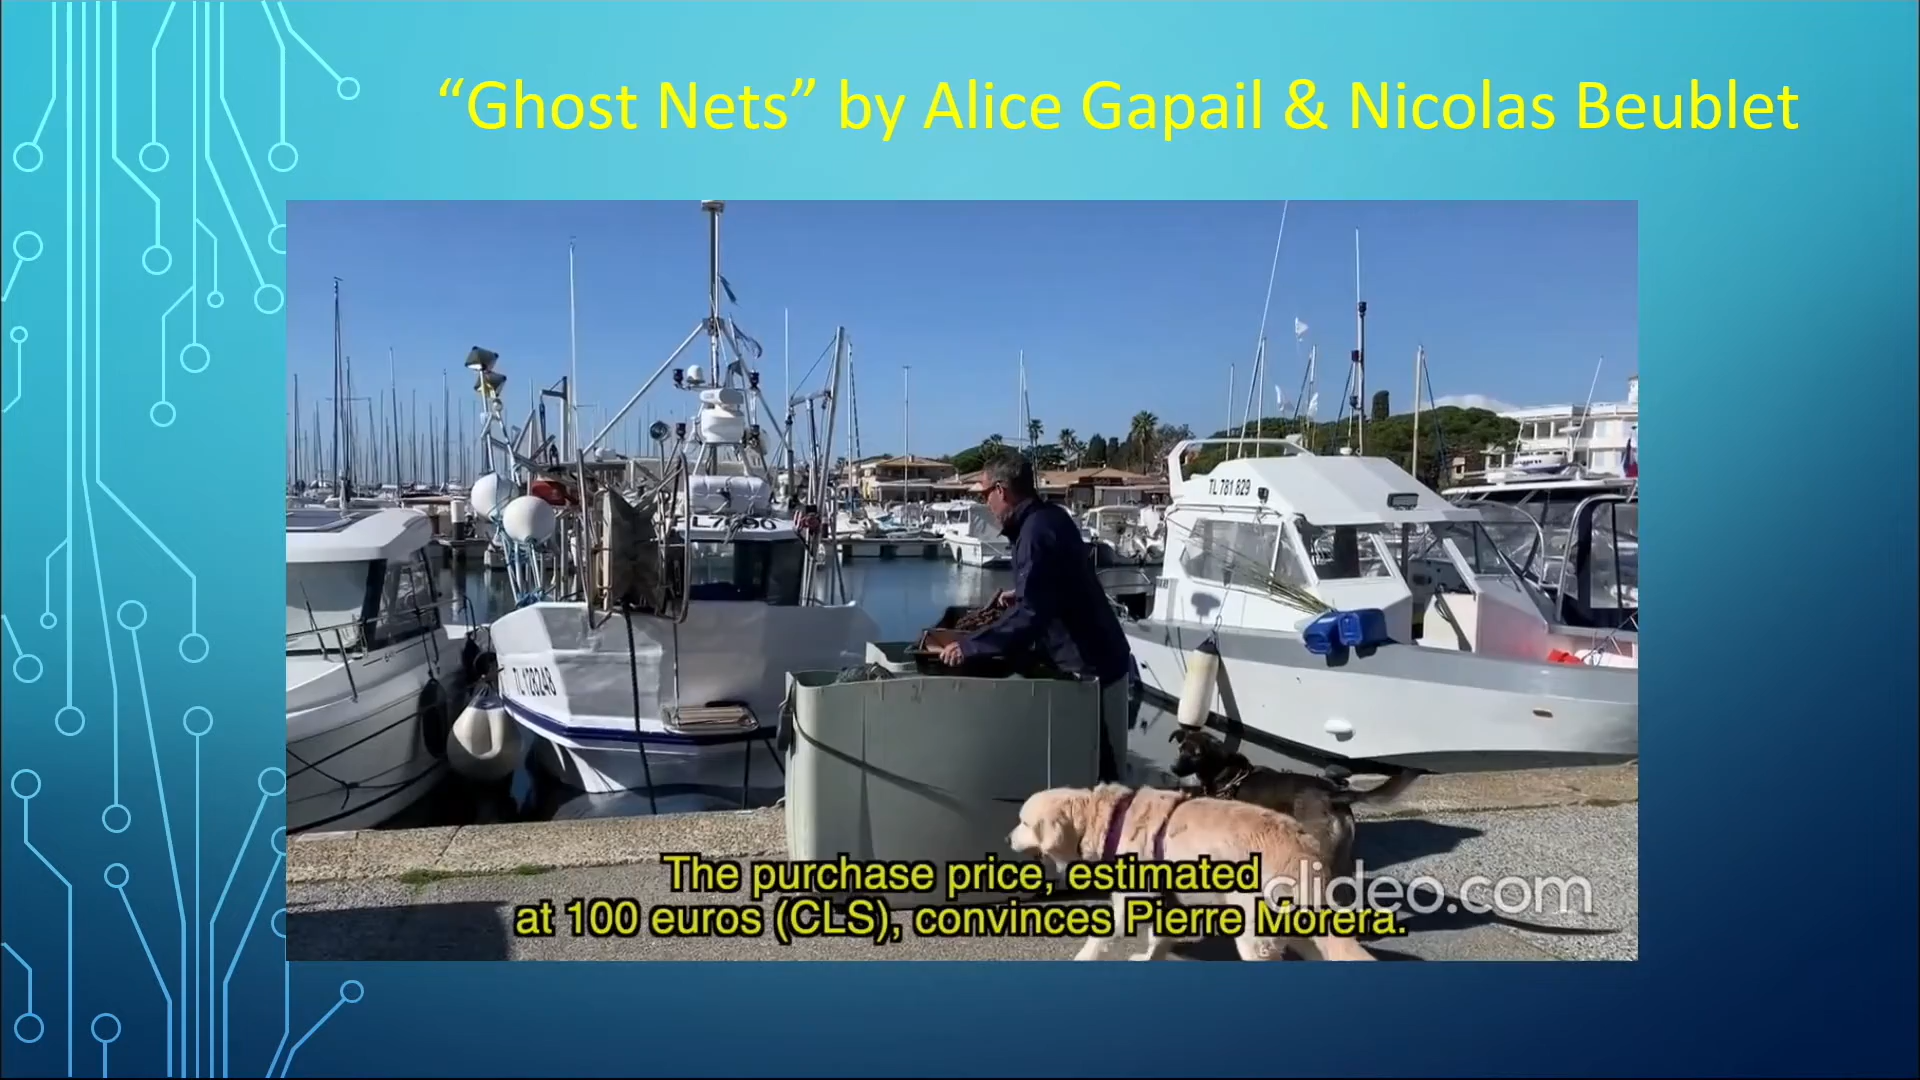 “Ghost Nets” by Alice Gapail & Nicolas Beublet
TL 781 829
TL128248
The purchase price, estimated
at 100 euros (CLS), convinces Pierre Morera.
clideo.com